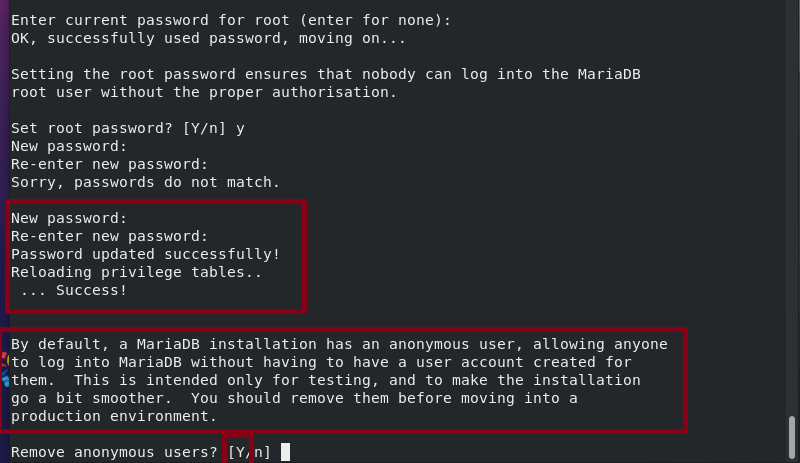 Enter current password for root (enter for none):
OK, successfully used password, moving on...
Setting the root password ensures that nobody can log into the MariaDB
root user without the proper authorisation.
Set root password? [Y/n] y
New password:
Re-enter new password:
Sorry, passwords do not match.
New password:
Re-enter new password:
Password updated successfully!
Reloading privilege tables..
 ... Success!
By default, a MariaDB installation has an anonymous user, allowing anyone
to log into MariaDB without having to have a user account created for
them.  This is intended only for testing, and to make the installation
go a bit smoother.  You should remove them before moving into a
production environment.
Remove anonymous users? [Y/n]